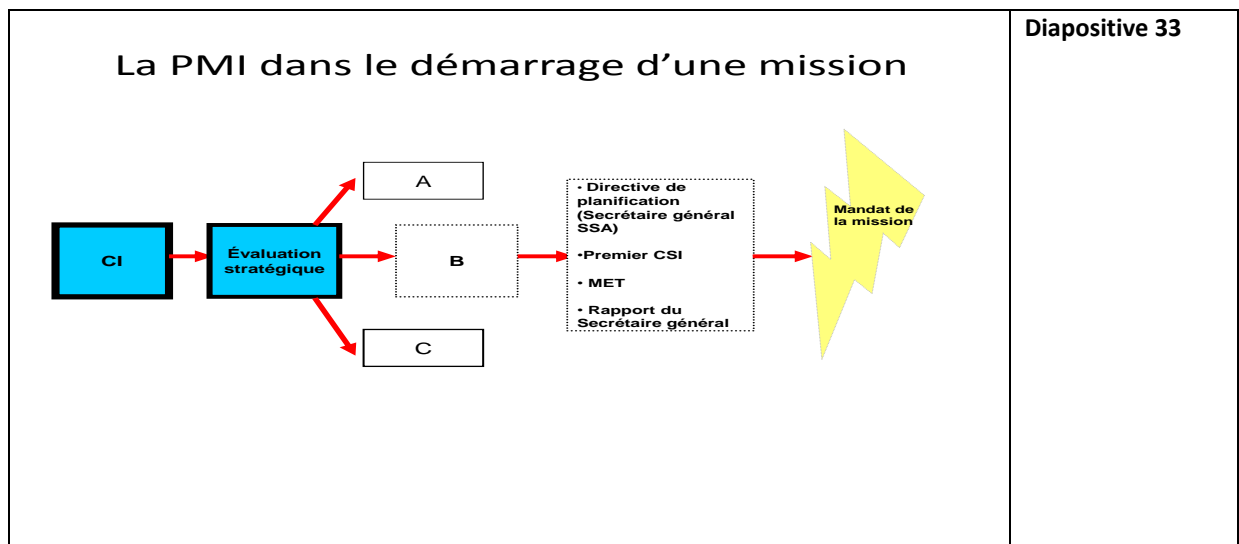 Diapositive 33
La PMI dans le démarrage d’une mission
CI
Évaluation
stratégique
A
B
C
• Directive de
planification
(Secrétaire général
SSA)
•Premier CSI
• MET
• Rapport du
Secrétaire général
Mandat de
la mission